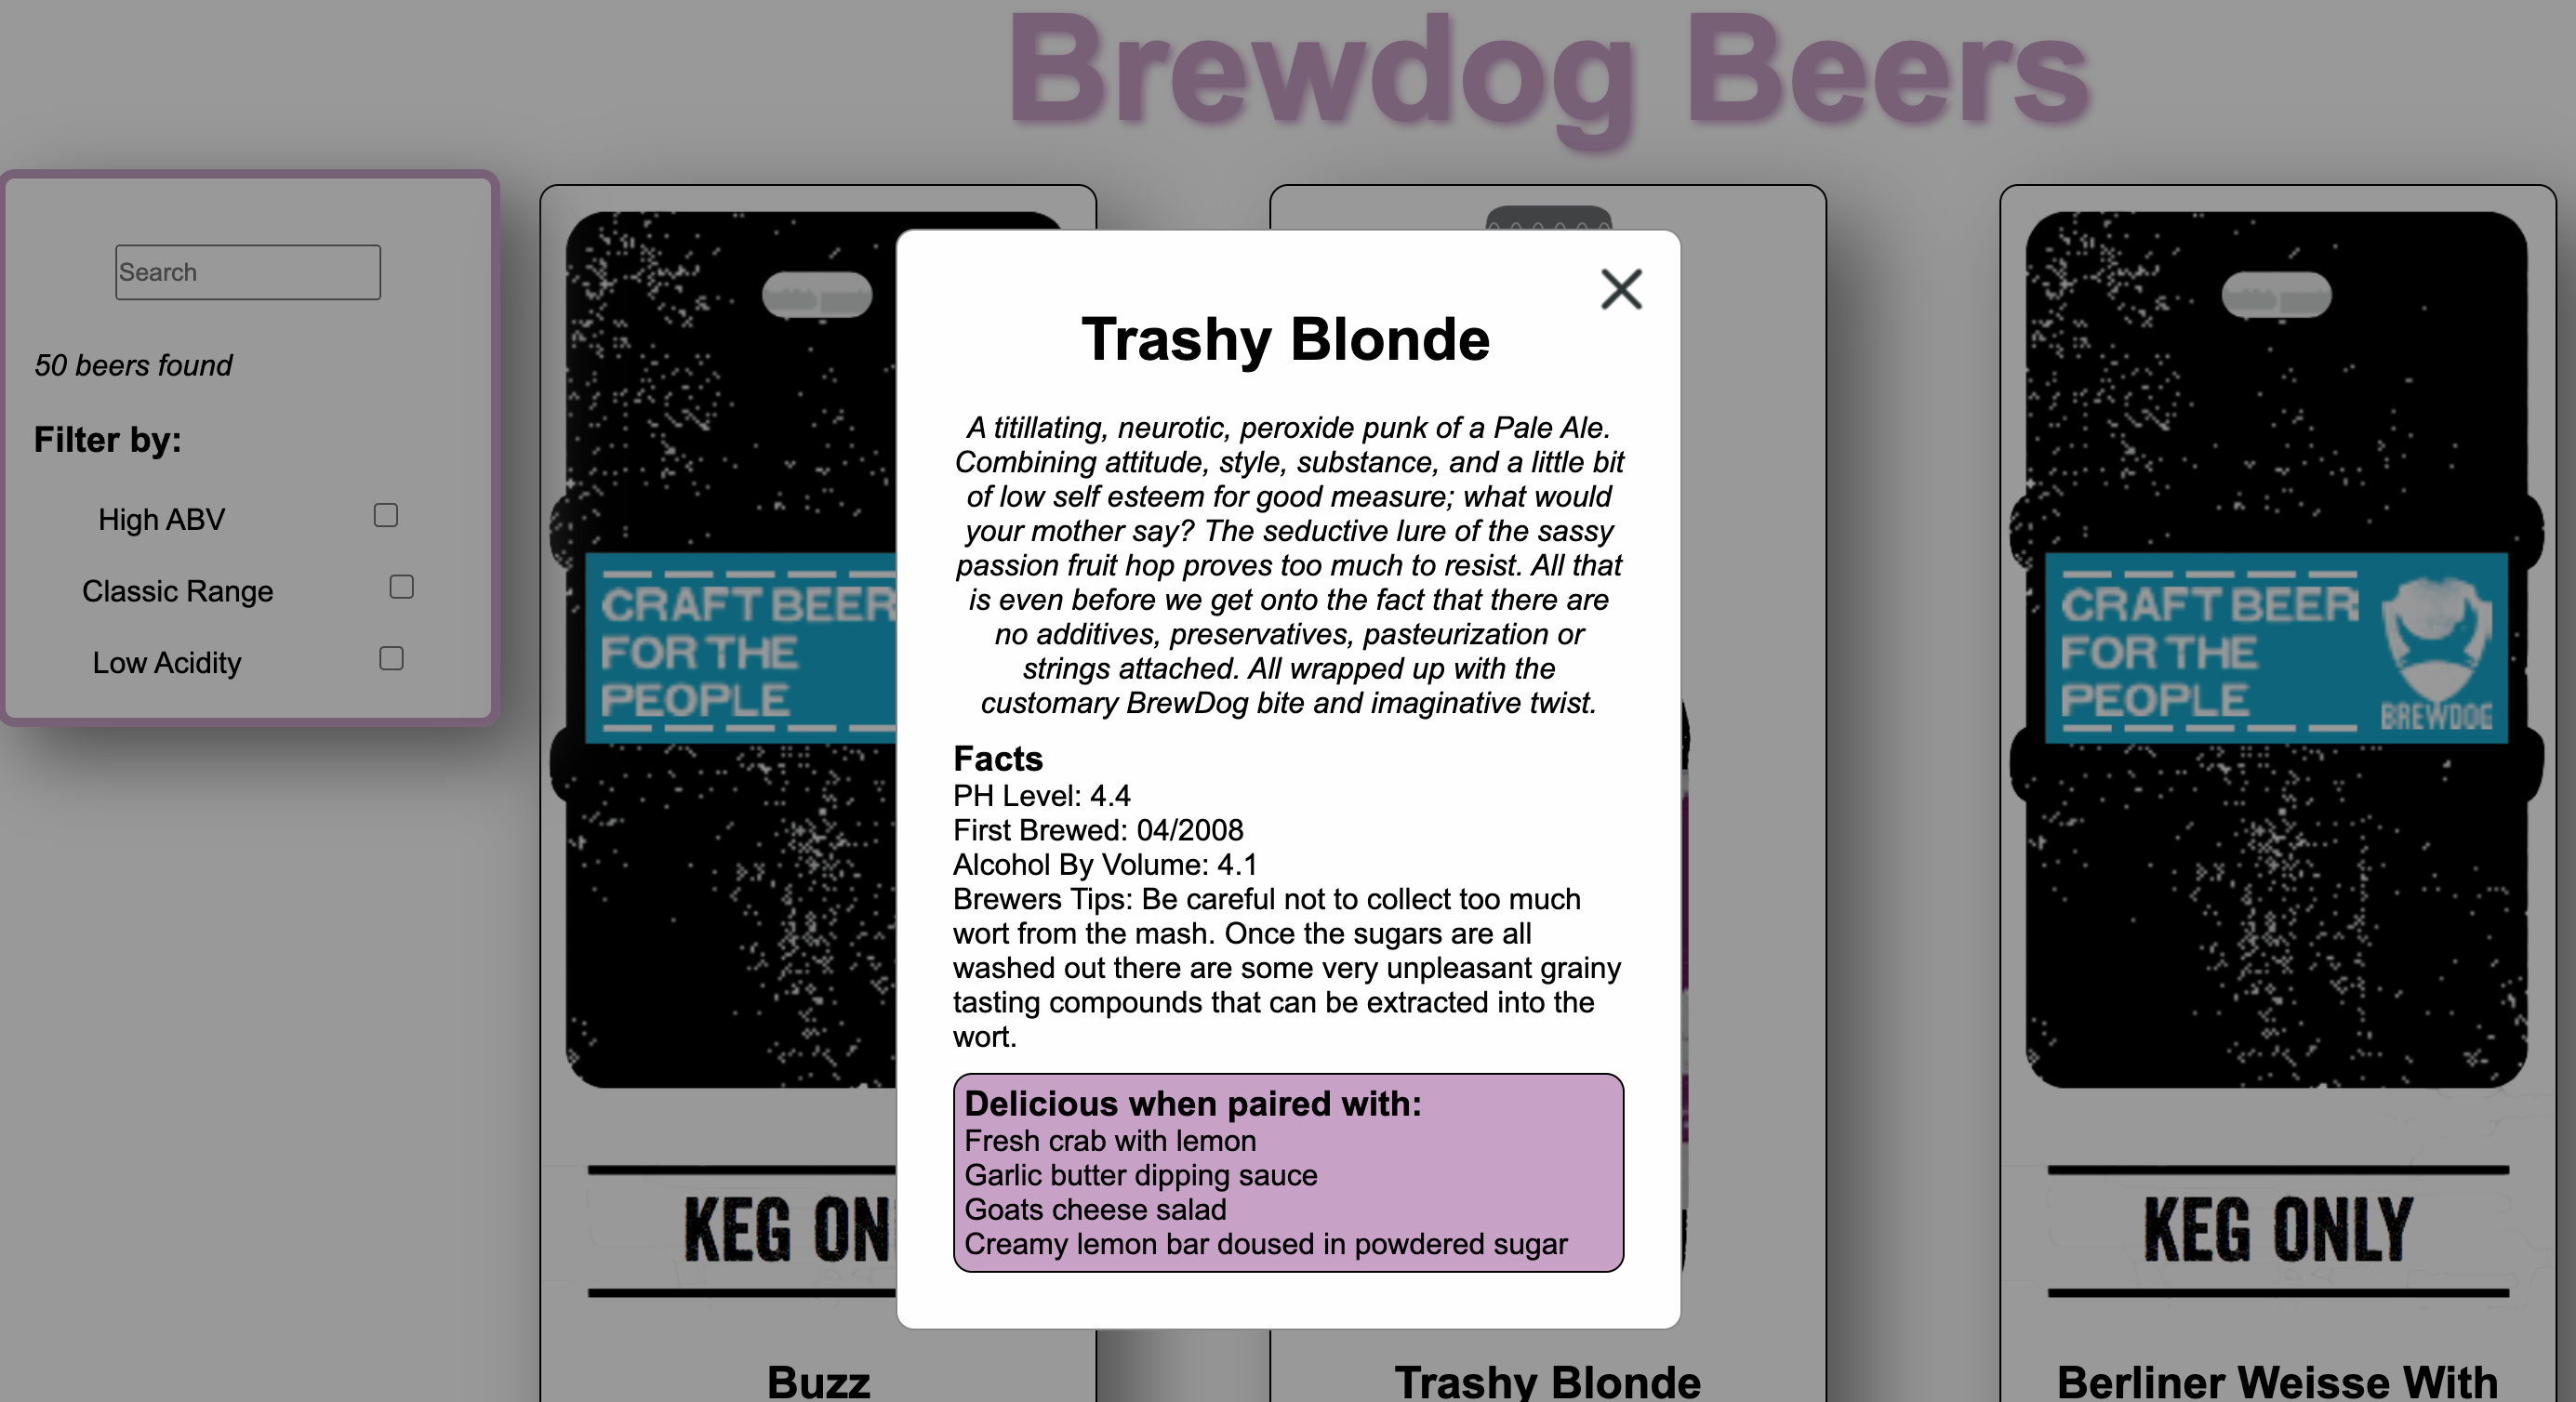 Brewdog Beers
Search
50 beers found
Filter by:
High ABV
Classic Range
Low Acidity
CRAFT BEER
FOR THE
PEOPLE
KEG ON
Buzz
Trashy Blonde
A titillating, neurotic, peroxide punk of a Pale Ale.
Combining attitude, style, substance, and a little bit
of low self esteem for good measure; what would
your mother say? The seductive lure of the sassy
passion fruit hop proves too much to resist. All that
is even before we get onto the fact that there are
no additives, preservatives, pasteurization or
strings attached. All wrapped up with the
customary BrewDog bite and imaginative twist.
Facts
PH Level: 4.4
First Brewed: 04/2008
Alcohol By Volume: 4.1
Brewers Tips: Be careful not to collect too much
wort from the mash. Once the sugars are all
washed out there are some very unpleasant grainy
tasting compounds that can be extracted into the
wort.
Delicious when paired with:
Fresh crab with lemon
Garlic butter dipping sauce
Goats cheese salad
Creamy lemon bar doused in powdered sugar
Trashy Blonde
CRAFT BEER
FOR THE
PEOPLE
BREWDOG
KEG ONLY
Berliner Weisse With